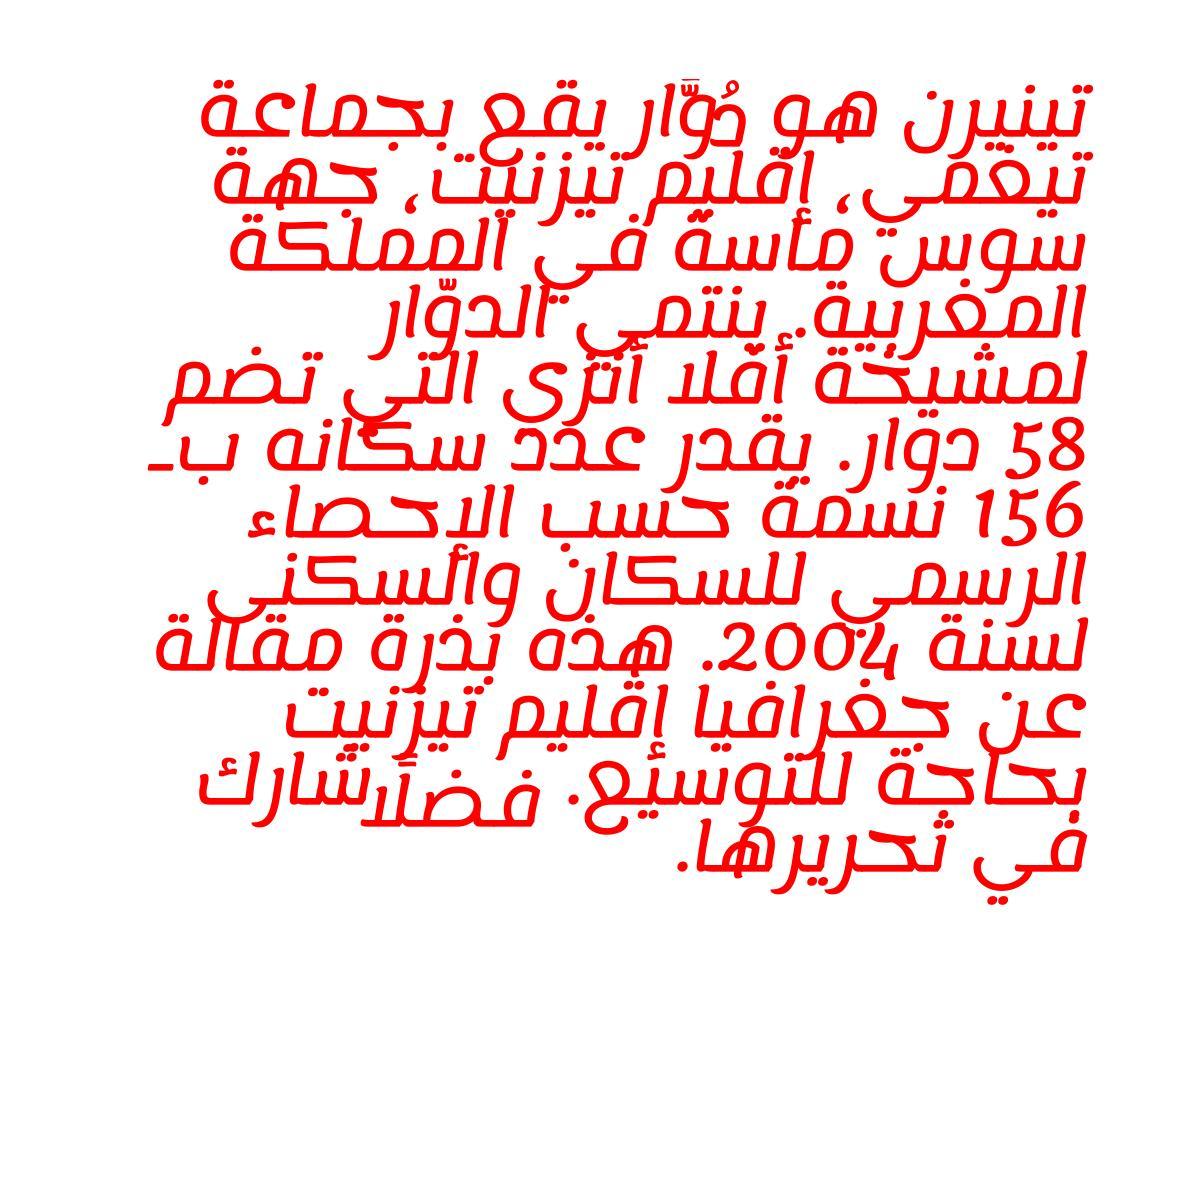 تينيرن هو دُوَّار يقع بجماعة
تيغمي، إقليم تيزنيت، جهة
سوس ماسة في المملكة
المغربية. ينتمي الدوّار
لمشيخة أفلا أنزى التي تضم
58 دوار. يقدر عدد سكانه بـ
156 نسمة حسب الإحصاء
الرسمي للسكان والسكنى
لسنة 2004. هذه بذرة مقالة
عن جغرافيا إقليم تيزنيت
بحاجة للتوسيع. فضلًا شارك
في تحريرها.